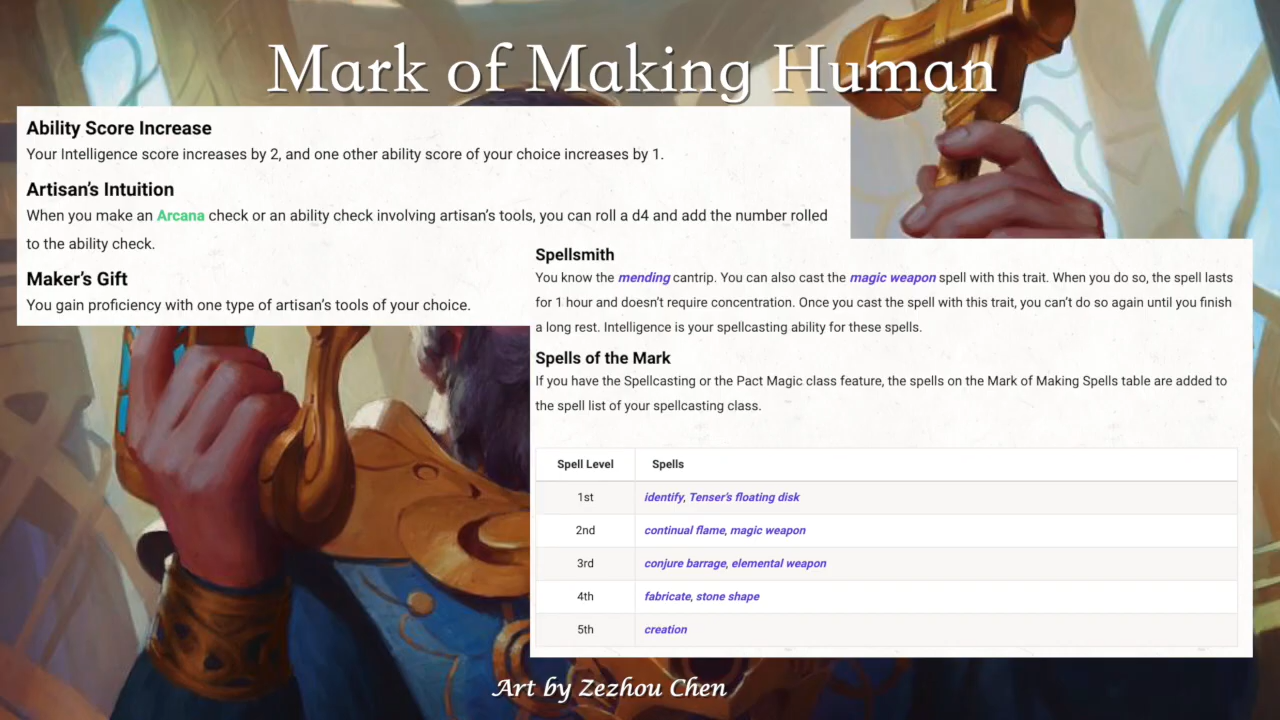 Mark of Making Human
Ability Score Increase
Your Intelligence score increases by 2, and one other ability score of your choice increases by 1.
Artisan’s Intuition
When you make an Arcana check or an ability check involving artisan’s tools, you can roll a d4 and add the number rolled
to the ability check.
Maker’s Gift
You gain proficiency with one type of artisan’s tools of your choice.
Spellsmith
You know the mending cantrip. You can also cast the magic weapon spell with this trait. When you do so, the spell lasts
for 1 hour and doesn’t require concentration. Once you cast the spell with this trait, you can’t do so again until you finish
a long rest. Intelligence is your spellcasting ability for these spells.
Spells of the Mark
If you have the Spellcasting or the Pact Magic class feature, the spells on the Mark of Making Spells table are added to
the spell list of your spellcasting class.
Spell Level Spells
1st identify, Tenser’s floating disk
2nd continual flame, magic weapon
3rd conjure barrage, elemental weapon
4th fabricate, stone shape
5th creation
Art by Zezhou Chen